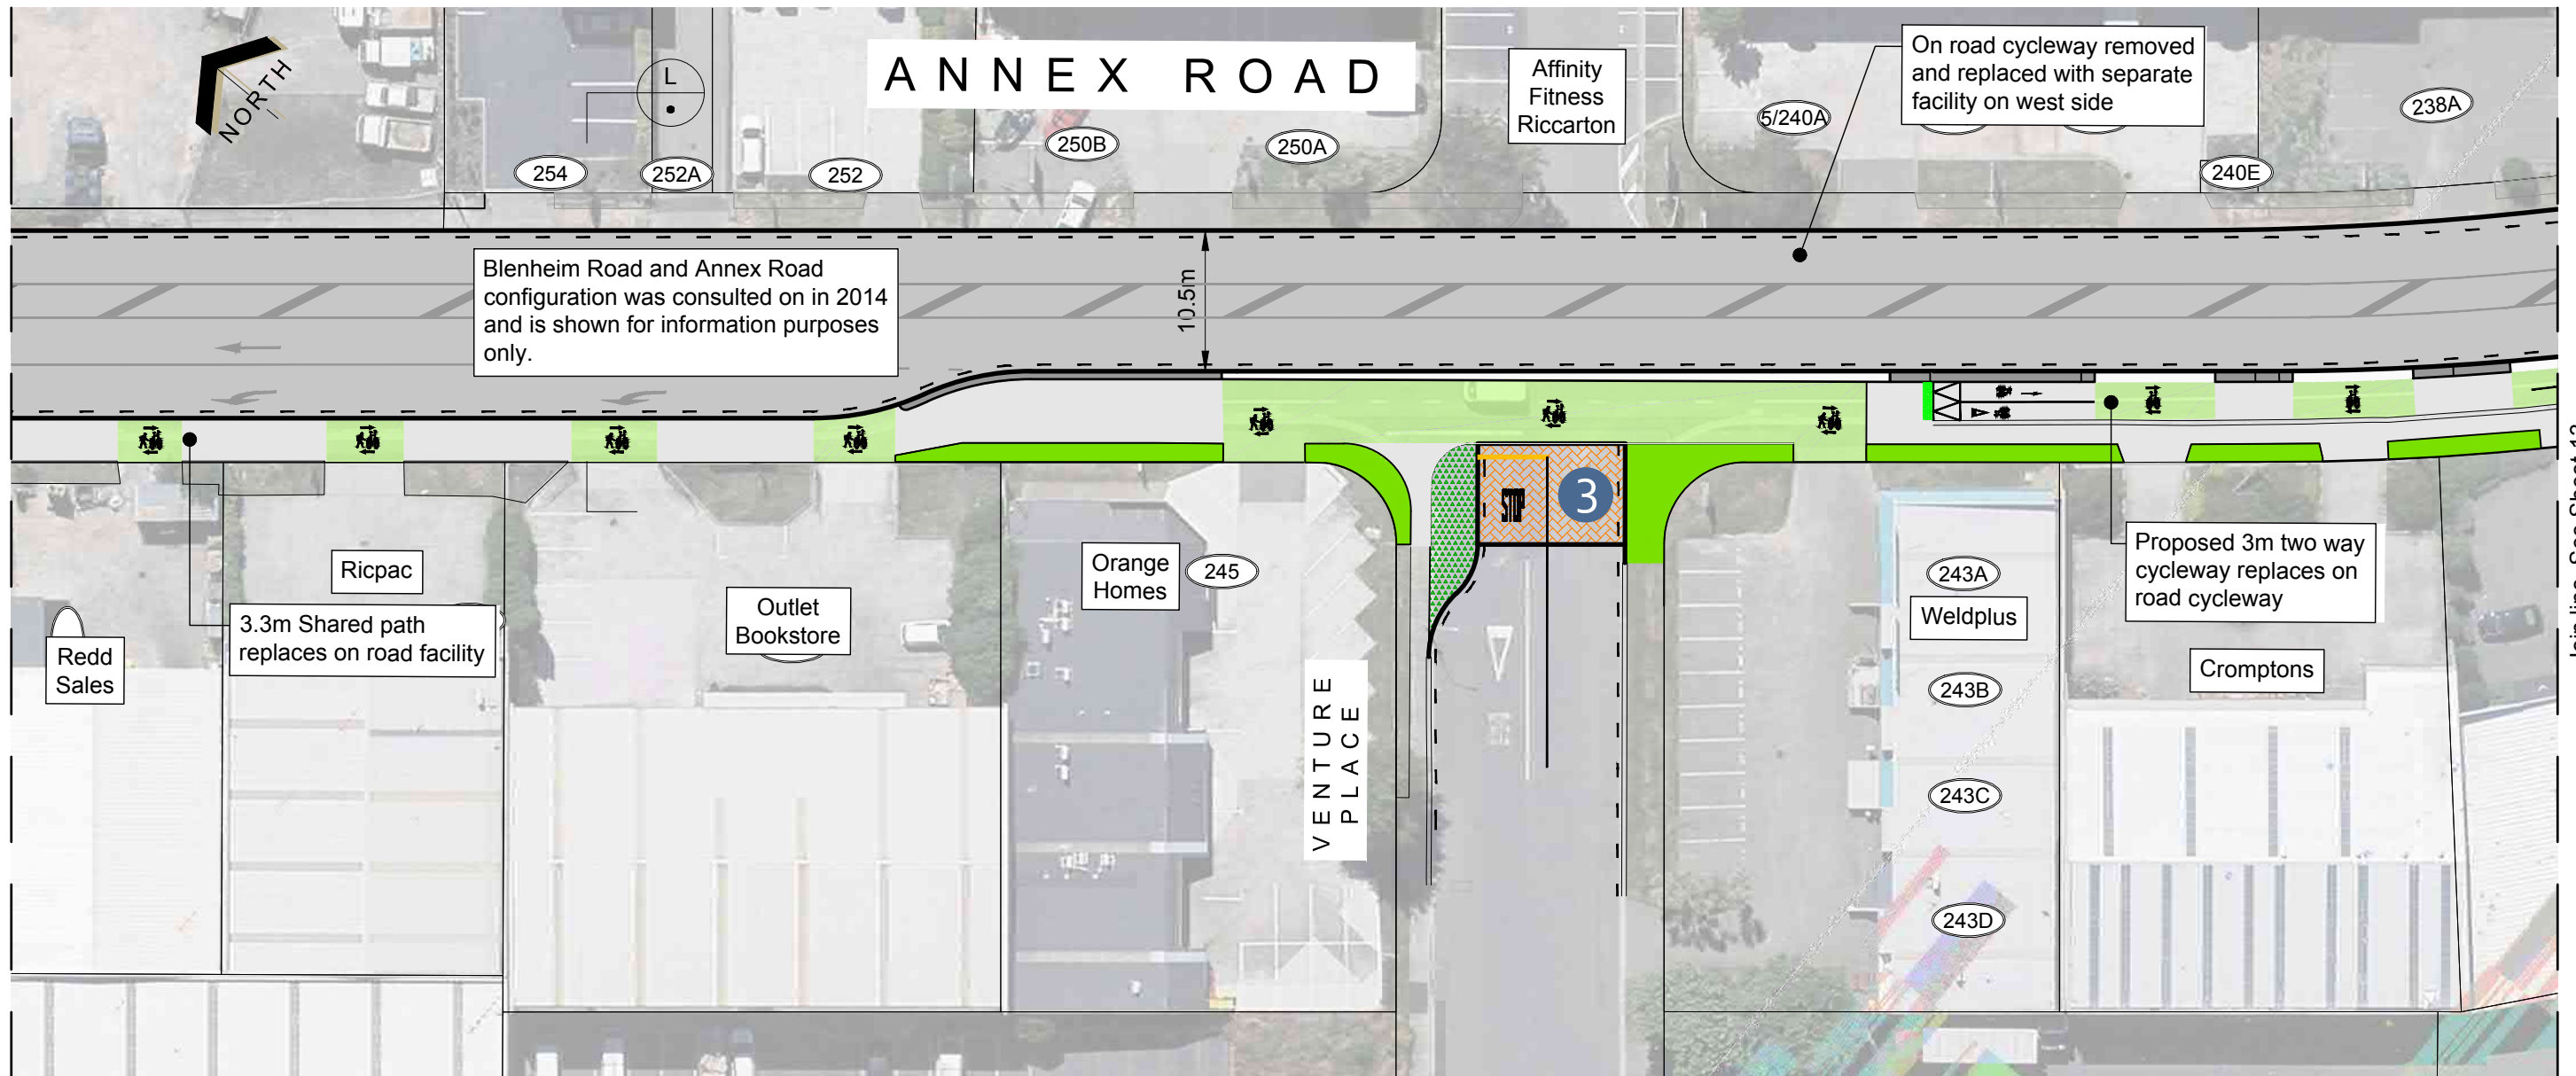 NORTH
L
ANNEX ROAD
Affinity
Fitness
Riccarton
On road cycleway removed
and replaced with separate
facility on west side
238A
5/240A
250B
250A
254
252A
252
240E
Blenheim Road and Annex Road
configuration was consulted on in 2014
and is shown for information purposes
only.
10.5m
STOP
3
Ricpac
Orange
Homes
245
Outlet
Bookstore
3.3m Shared path
replaces on road facility
Redd
Sales
VENTURE
PLACE
243A
Weldplus
243B
243C
243D
Proposed 3m two way
cycleway replaces on
road cycleway
Cromptons